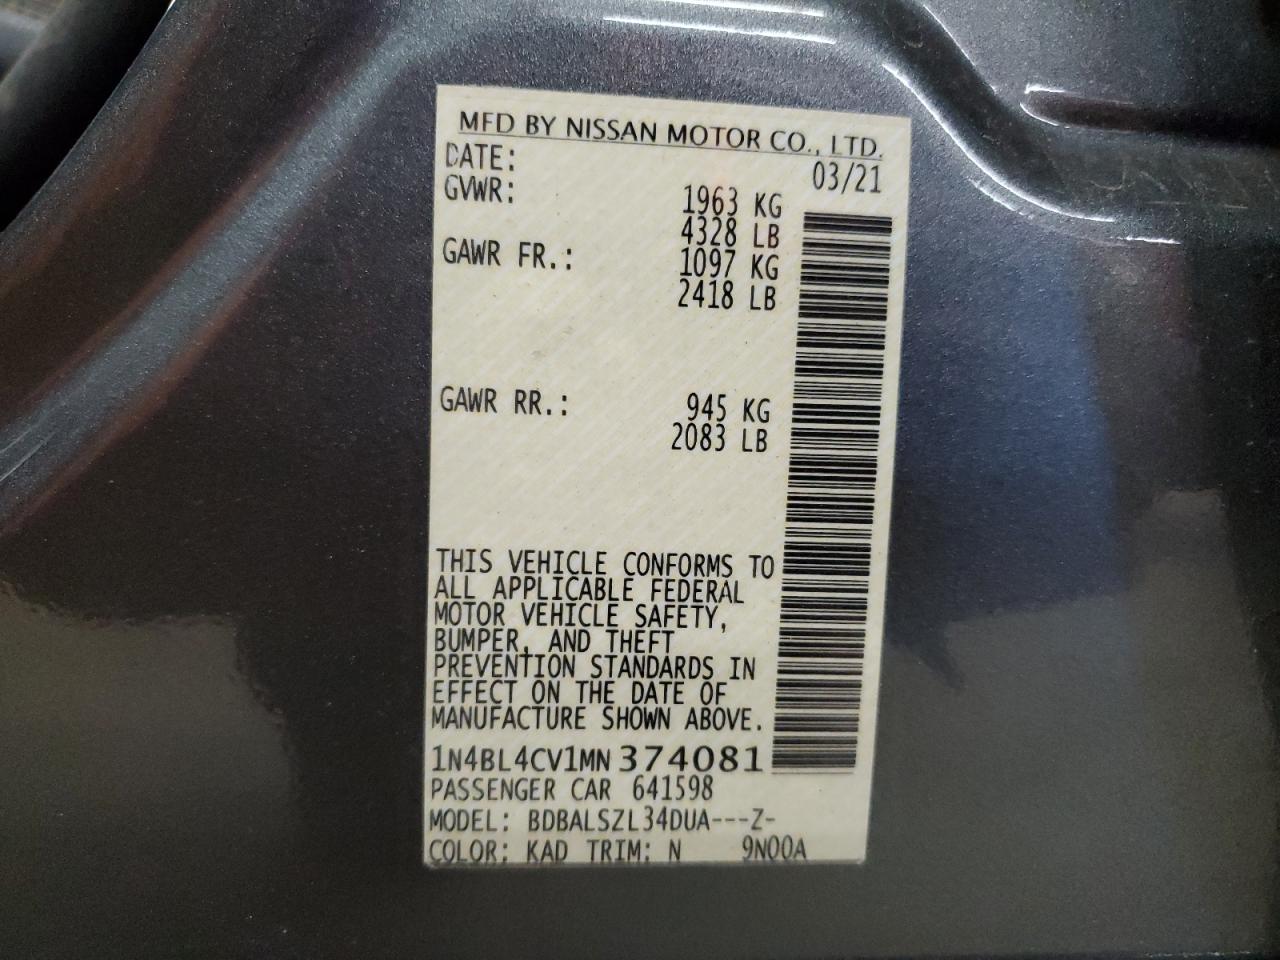 MFD BY NISSAN MOTOR CO., LTD.
DATE: 03/21
GVWR: 1963 KG
4328 LB
GAWR FR.: 1097 KG
2418 LB
GAWR RR.: 945 KG
2083 LB
THIS VEHICLE CONFORMS TO
ALL APPLICABLE FEDERAL
MOTOR VEHICLE SAFETY,
BUMPER, AND THEFT
PREVENTION STANDARDS IN
EFFECT ON THE DATE OF
MANUFACTURE SHOWN ABOVE.
1N4BL4CV1MN374081
PASSENGER CAR 641598
MODEL: BDBALSZL34DUA---Z-
COLOR: KAD TRIM: N 9N00A